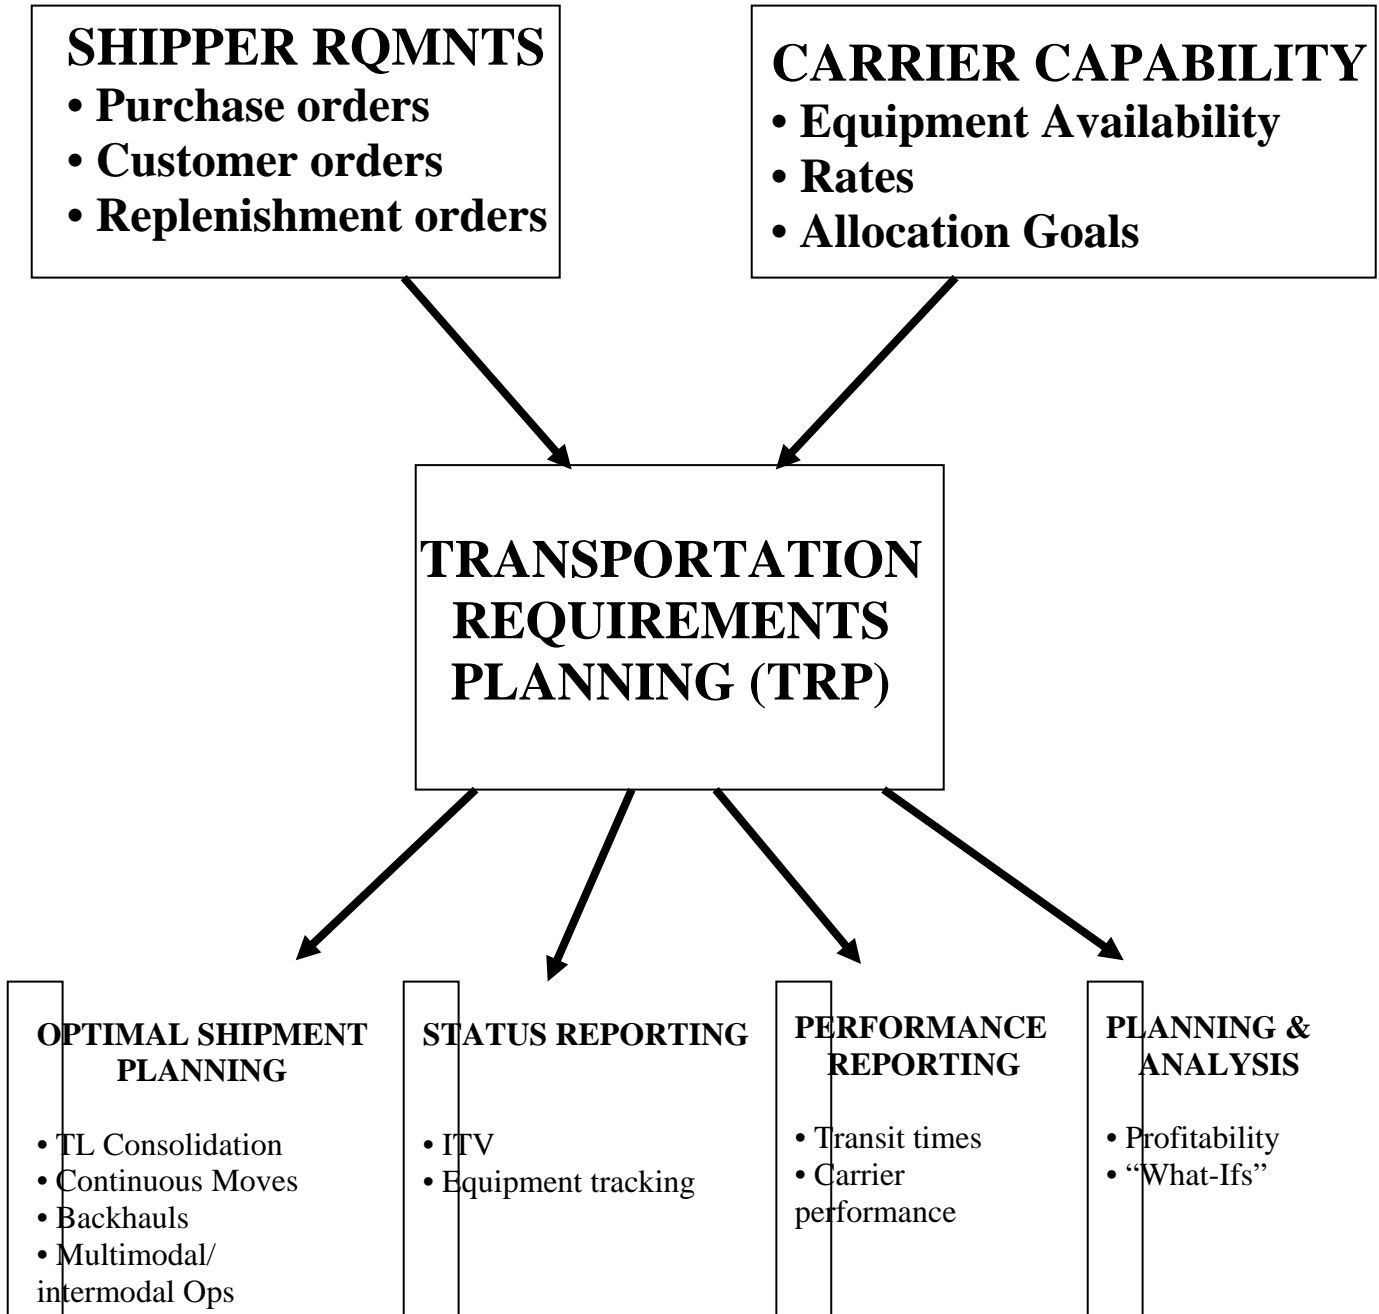 SHIPPER RQMNTS
• Purchase orders
• Customer orders
• Replenishment orders
CARRIER CAPABILITY
• Equipment Availability
• Rates
• Allocation Goals
TRANSPORTATION
REQUIREMENTS
PLANNING (TRP)
OPTIMAL SHIPMENT
PLANNING
• TL Consolidation
• Continuous Moves
• Backhauls
• Multimodal/
intermodal Ops
STATUS REPORTING
• ITV
• Equipment tracking
PERFORMANCE
REPORTING
• Transit times
• Carrier
performance
PLANNING &
ANALYSIS
• Profitability
• “What-Ifs”